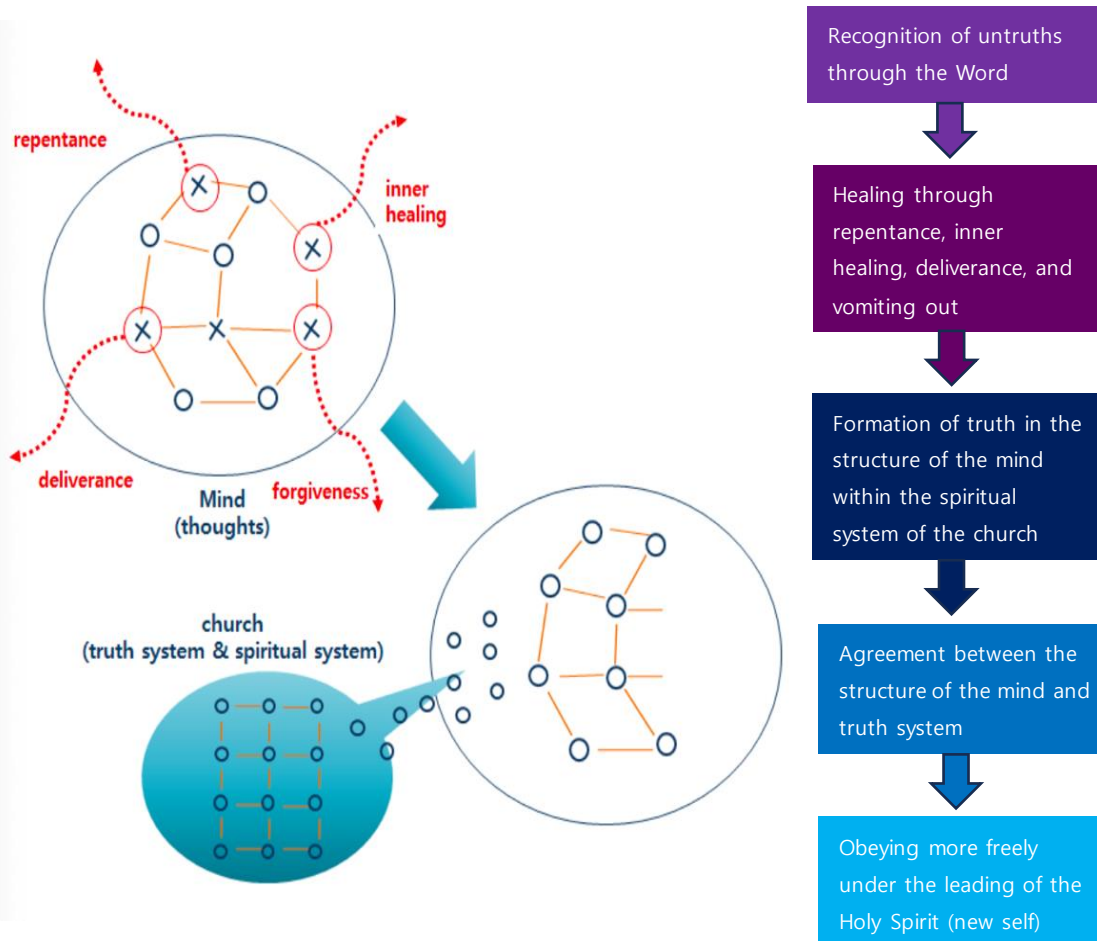 repentance
inner
healing
deliverance
forgiveness
Mind
(thoughts)
church
(truth system & spiritual system)
Recognition of untruths
through the Word
Healing through
repentance, inner
healing, deliverance, and
vomiting out
Formation of truth in the
structure of the mind
within the spiritual
system of the church
Agreement between the
structure of the mind and
truth system
Obeying more freely
under the leading of the
Holy Spirit (new self)